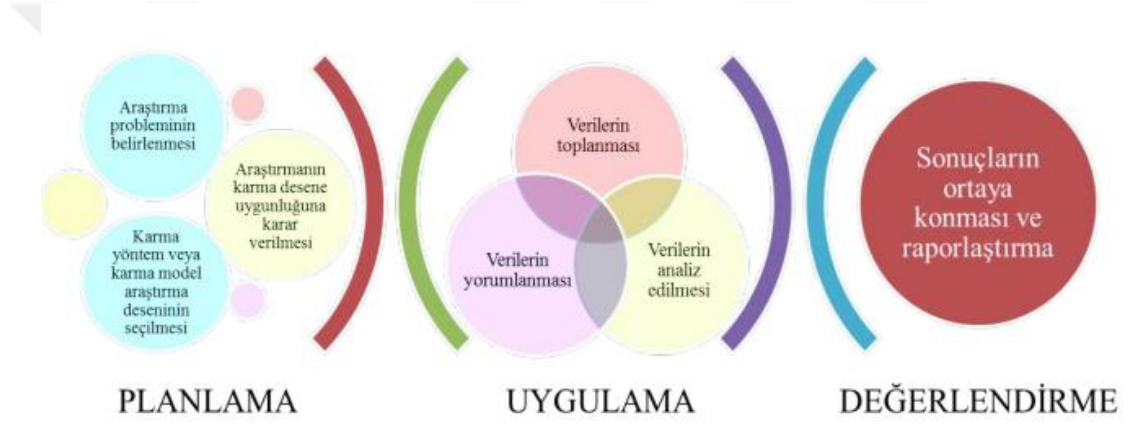 Araştırma
probleminin
belirlenmesi
Araştırmanın
karma desene
uygunluğuna
karar
verilmesi
Karma
yöntem veya
karma model
araştırma
deseninin
seçilmesi
PLANLAMA
Verilerin
toplanması
Verilerin
yorumlanması
Verilerin
analiz
edilmesi
UYGULAMA
Sonuçların
ortaya
konması ve
raporlaştırma
DEĞERLENDİRME